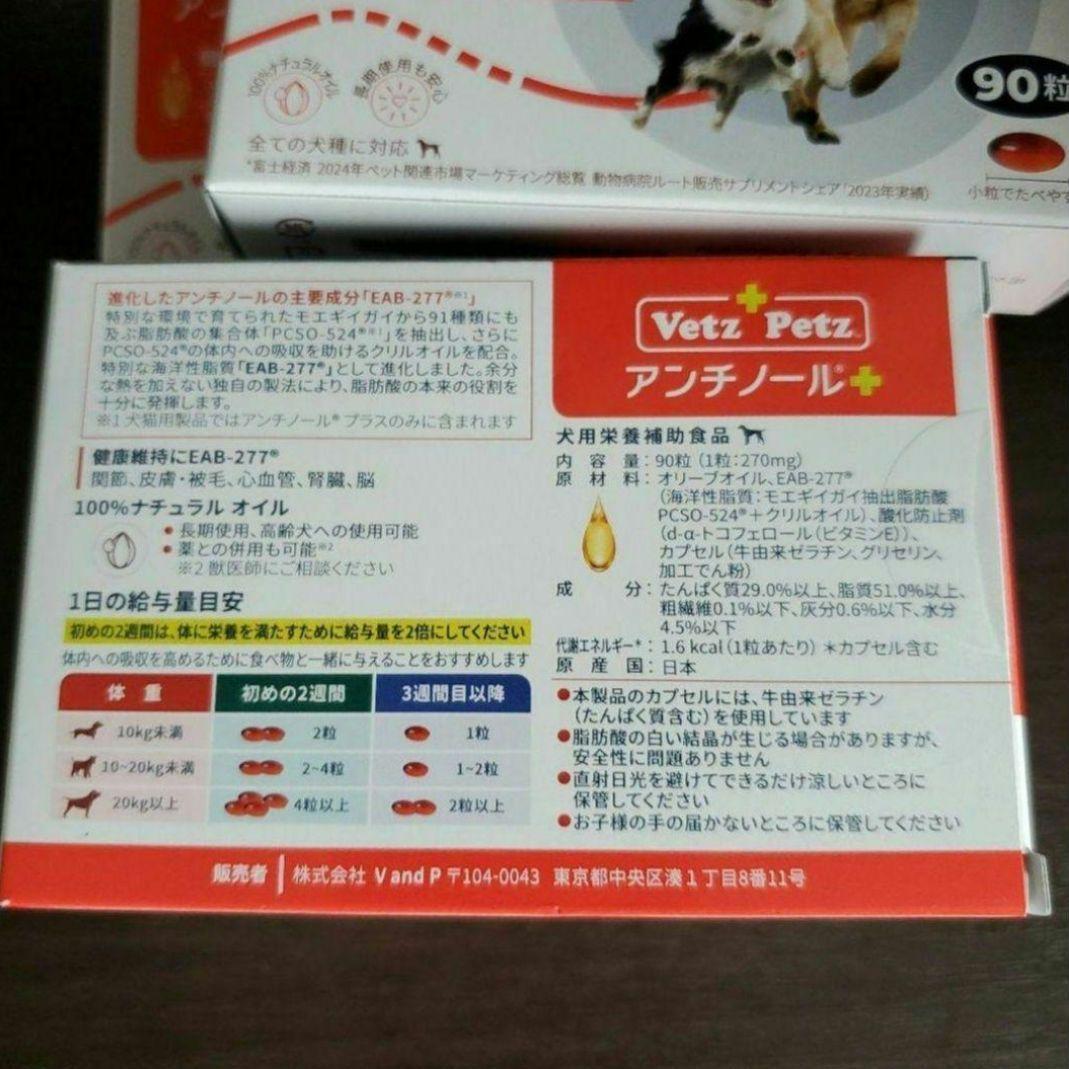 100%ナチュラルオイル
長期使用も安心
90粒
全ての犬種に対応
*富士経済 2024年ペット関連市場マーケティング総覧 動物病院ルート販売サプリメントシェア(2023年実績)
小粒でたべやす
進化したアンチノールの主要成分「EAB-277®※1」
特別な環境で育てられたモエギイガイから91種類にも
及ぶ脂肪酸の集合体「PCSO-524®※1」を抽出し、さらに
PCSO-524®の体内への吸収を助けるクリルオイルを配合。
特別な海洋性脂質「EAB-277®」として進化しました。余分
な熱を加えない独自の製法により、脂肪酸の本来の役割を
十分に発揮します。
※1 犬猫用製品ではアンチノール® プラスのみに含まれます
健康維持にEAB-277®
関節、皮膚・被毛、心血管、腎臓、脳
100%ナチュラル オイル
●長期使用、高齢犬への使用可能
●薬との併用も可能※2
※2 獣医師にご相談ください
1日の給与量目安
初めの2週間は、体に栄養を満たすために給与量を2倍にしてください
体内への吸収を高めるために食べ物と一緒に与えることをおすすめします
体 重 初めの2週間 3週間目以降
10kg未満 2粒 1粒
10~20kg未満 2~4粒 1~2粒
20kg以上 4粒以上 2粒以上
Vetz Petz
アンチノール®+
犬用栄養補助食品
内 容 量：90粒 (1粒：270mg)
原 材 料：オリーブオイル、EAB-277®
(海洋性脂質：モエギイガイ抽出脂肪酸
PCSO-524®＋クリルオイル)、酸化防止剤
(d-α-トコフェロール(ビタミンE))、
カプセル(牛由来ゼラチン、グリセリン、
加工でん粉)
成 分：たんぱく質29.0%以上、脂質51.0%以上、
粗繊維0.1%以下、灰分0.6%以下、水分
4.5%以下
代謝エネルギー*：1.6 kcal (1粒あたり) ＊カプセル含む
原 産 国：日本
●本製品のカプセルには、牛由来ゼラチン
(たんぱく質含む)を使用しています
●脂肪酸の白い結晶が生じる場合がありますが、
安全性に問題ありません
●直射日光を避けてできるだけ涼しいところに
保管してください
●お子様の手の届かないところに保管してください
販売者 株式会社 V and P 〒104-0043 東京都中央区湊1丁目8番11号